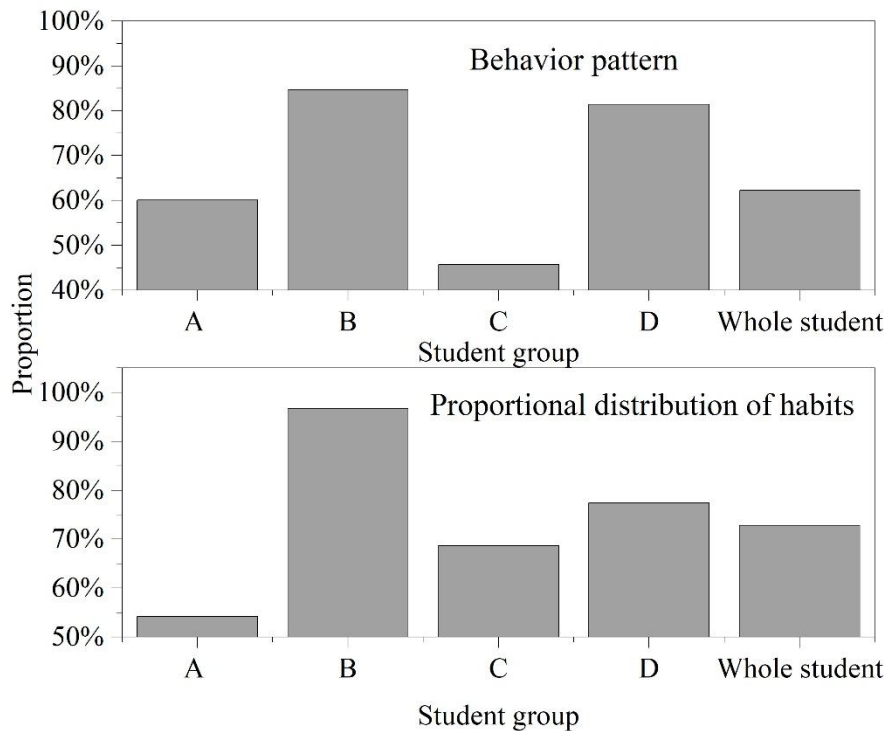 100%
Behavior pattern
90%
80%
70%
60%
50%
40%
A B C D Whole student
Student group
Proportion
100%
Proportional distribution of habits
90%
80%
70%
60%
50%
A B C D Whole student
Student group